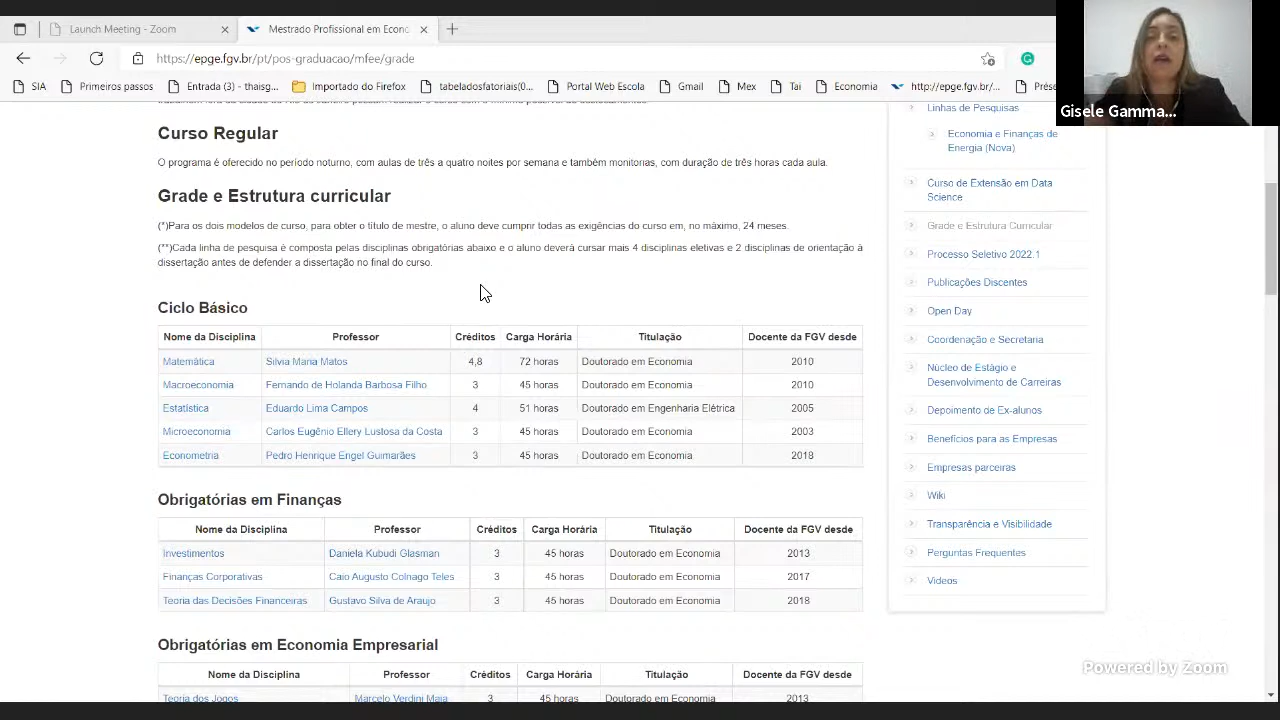 Launch Meeting - Zoom
Mestrado Profissional em Econo
https://epge.fgv.br/pt/pos-graduacao/mfee/grade
SIA
Primeiros passos
Entrada (3) - thaisg...
Importado do Firefox
tabeladosfatoriais(0...
Portal Web Escola
Gmail
Mex
Tai
Economia
http://epge.fgv.br/...
Gisele Gamma...
Curso Regular
O programa é oferecido no período noturno, com aulas de três a quatro noites por semana e também monitorias, com duração de três horas cada aula.
Grade e Estrutura curricular
(*)Para os dois modelos de curso, para obter o título de mestre, o aluno deve cumprir todas as exigências do curso em, no máximo, 24 meses.
(**)Cada linha de pesquisa é composta pelas disciplinas obrigatórias abaixo e o aluno deverá cursar mais 4 disciplinas eletivas e 2 disciplinas de orientação à
dissertação antes de defender a dissertação no final do curso.
Ciclo Básico
Nome da Disciplina Professor Créditos Carga Horária Titulação Docente da FGV desde
Matemática Silvia Maria Matos 4,8 72 horas Doutorado em Economia 2010
Macroeconomia Fernando de Holanda Barbosa Filho 3 45 horas Doutorado em Economia 2010
Estatística Eduardo Lima Campos 4 51 horas Doutorado em Engenharia Elétrica 2005
Microeconomia Carlos Eugênio Ellery Lustosa da Costa 3 45 horas Doutorado em Economia 2003
Econometria Pedro Henrique Engel Guimarães 3 45 horas Doutorado em Economia 2018
Obrigatórias em Finanças
Nome da Disciplina Professor Créditos Carga Horária Titulação Docente da FGV desde
Investimentos Daniela Kubudi Glasman 3 45 horas Doutorado em Economia 2013
Finanças Corporativas Caio Augusto Colnago Teles 3 45 horas Doutorado em Economia 2017
Teoria das Decisões Financeiras Gustavo Silva de Araujo 3 45 horas Doutorado em Economia 2018
Obrigatórias em Economia Empresarial
Nome da Disciplina Professor Créditos Carga Horária Titulação Docente da FGV desde
Teoria dos Jogos Marcelo Verdini Maia 3 45 horas Doutorado em Economia 2013
Linhas de Pesquisas
Economia e Finanças de
Energia (Nova)
Curso de Extensão em Data
Science
Grade e Estrutura Curricular
Processo Seletivo 2022.1
Publicações Discentes
Open Day
Coordenação e Secretaria
Núcleo de Estágio e
Desenvolvimento de Carreiras
Depoimento de Ex-alunos
Benefícios para as Empresas
Empresas parceiras
Wiki
Transparência e Visibilidade
Perguntas Frequentes
Videos
Powered by Zoom